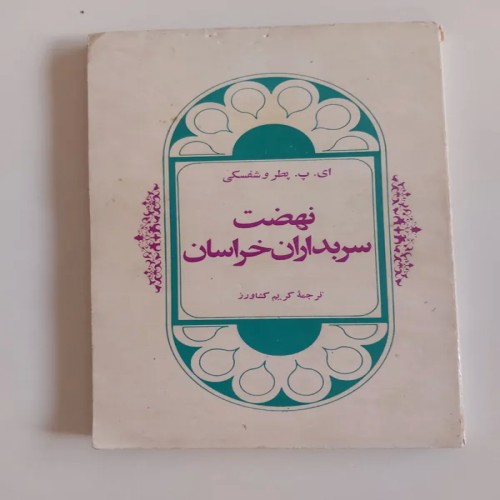 ای. پ. پطروشفسکی
نهضت
سربداران خراسان
ترجمهٔ کریم کشاورز